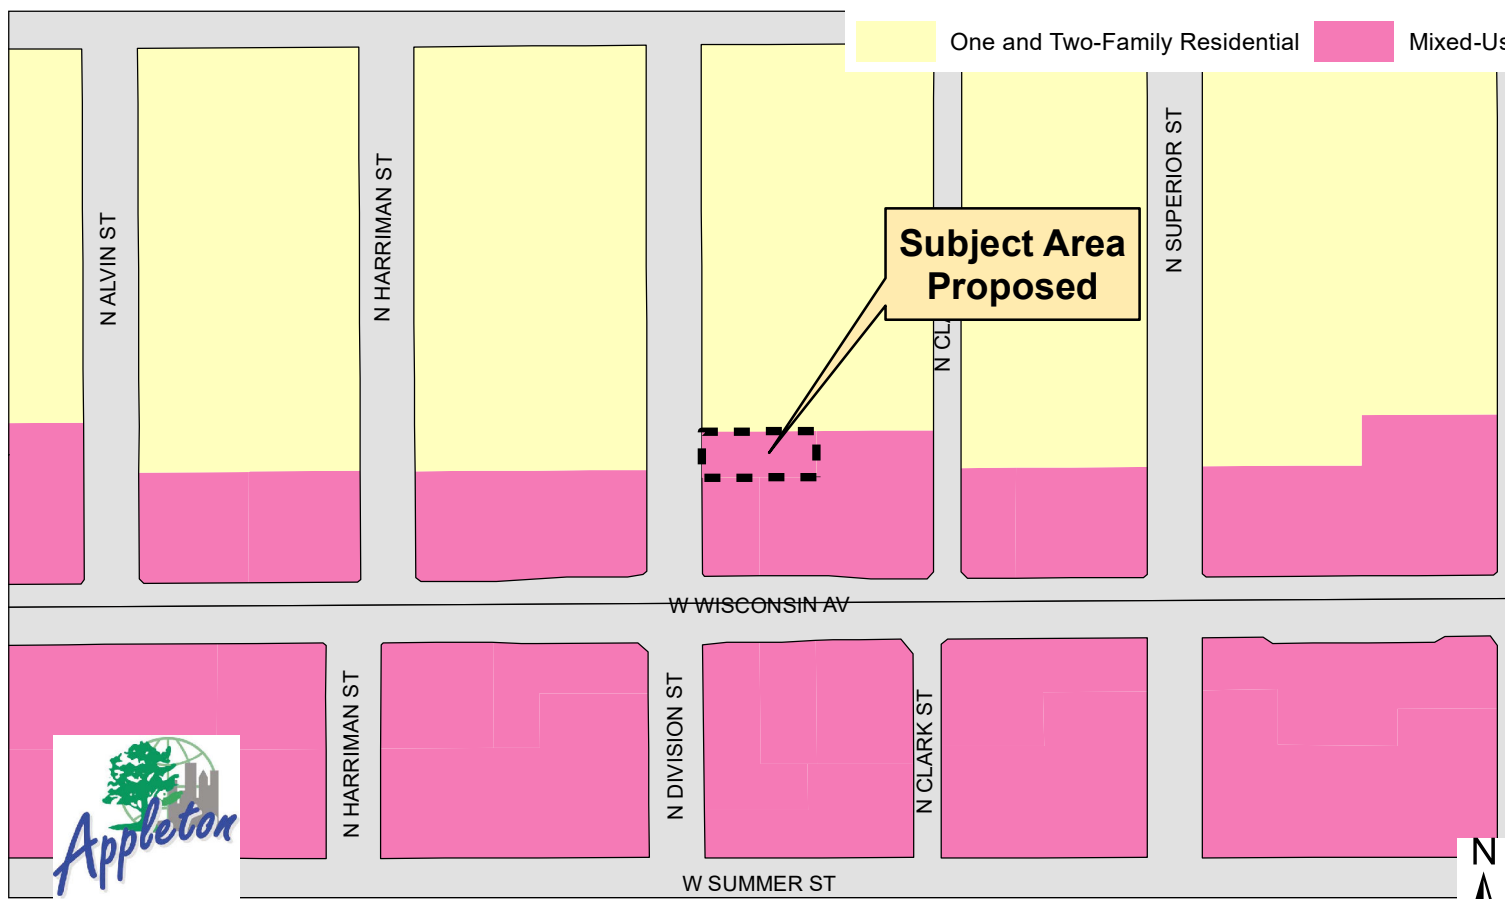 One and Two-Family Residential
Mixed-Us
N ALVIN ST
N HARRIMAN ST
N SUPERIOR ST
Subject Area
Proposed
N CLA
W WISCONSIN AV
N HARRIMAN ST
N DIVISION ST
N CLARK ST
Appleton
W SUMMER ST
N